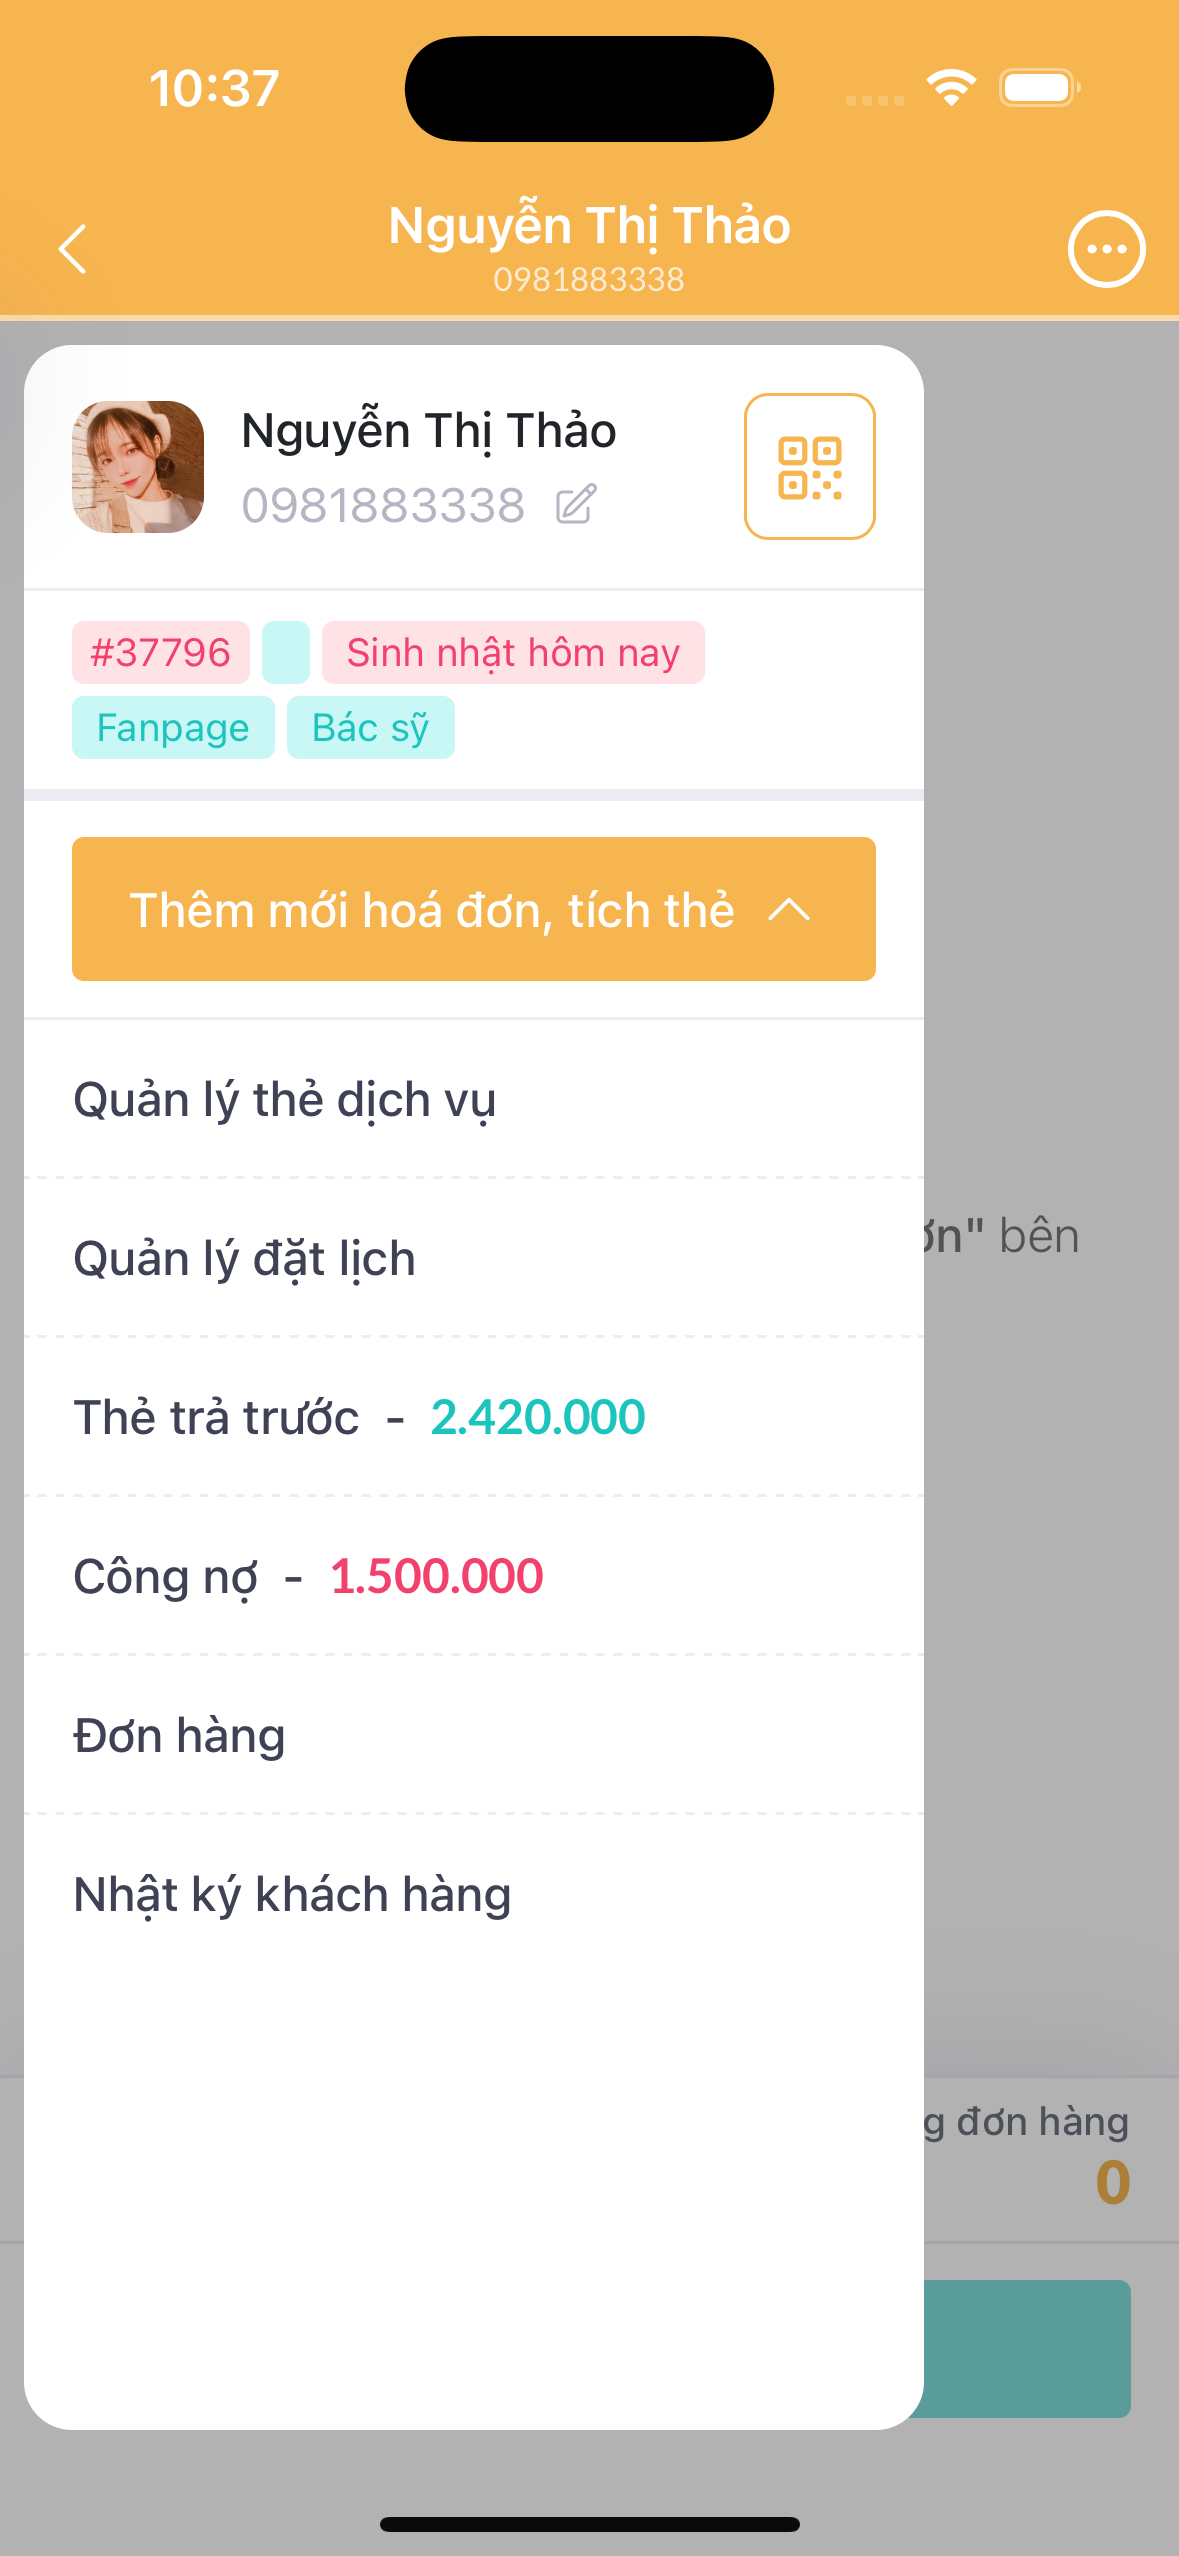 10:37
Nguyễn Thị Thảo
0981883338
Nguyễn Thị Thảo
0981883338
#37796 Sinh nhật hôm nay
Fanpage Bác sỹ
Thêm mới hoá đơn, tích thẻ
Quản lý thẻ dịch vụ
Quản lý đặt lịch
ơn" bên
Thẻ trả trước - 2.420.000
Công nợ - 1.500.000
Đơn hàng
Nhật ký khách hàng
g đơn hàng
0